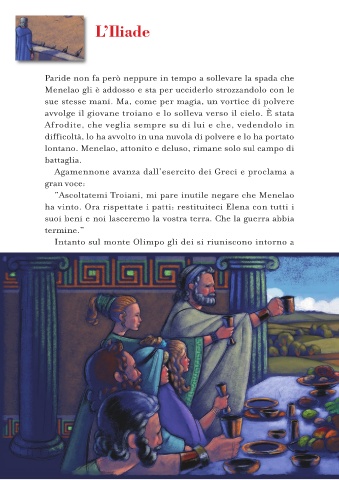 L'Iliade
Paride non fa però neppure in tempo a sollevare la spada che
Menelao gli è addosso e sta per ucciderlo strozzandolo con le
sue stesse mani. Ma, come per magia, un vortice di polvere
avvolge il giovane troiano e lo solleva verso il cielo. È stata
Afrodite, che veglia sempre su di lui e che, vedendolo in
difficoltà, lo ha avvolto in una nuvola di polvere e lo ha portato
lontano. Menelao, attonito e deluso, rimane solo sul campo di
battaglia.
Agamennone avanza dall'esercito dei Greci e proclama a
gran voce:
"Ascoltatemi Troiani, mi pare inutile negare che Menelao
ha vinto. Ora rispettate i patti: restituiteci Elena con tutti i
suoi beni e noi lasceremo la vostra terra. Che la guerra abbia
termine."
Intanto sul monte Olimpo gli dei si riuniscono intorno a